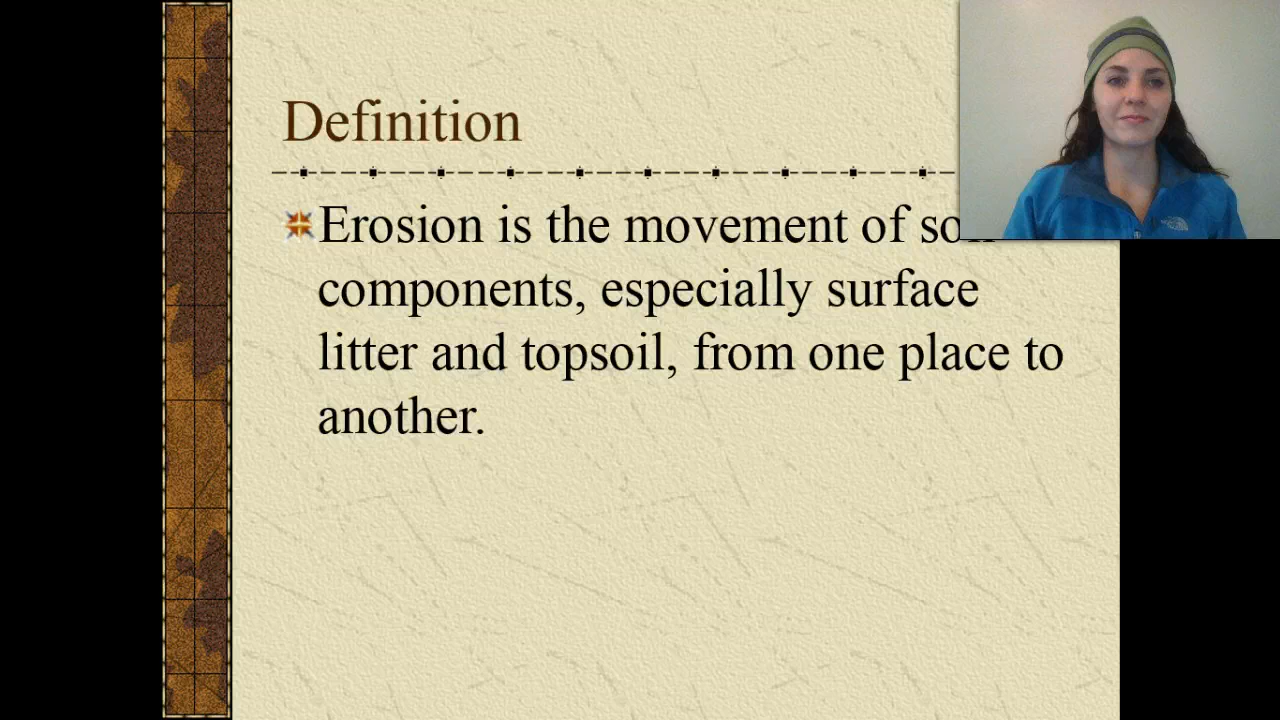 Definition
Erosion is the movement of soil
components, especially surface
litter and topsoil, from one place to
another.